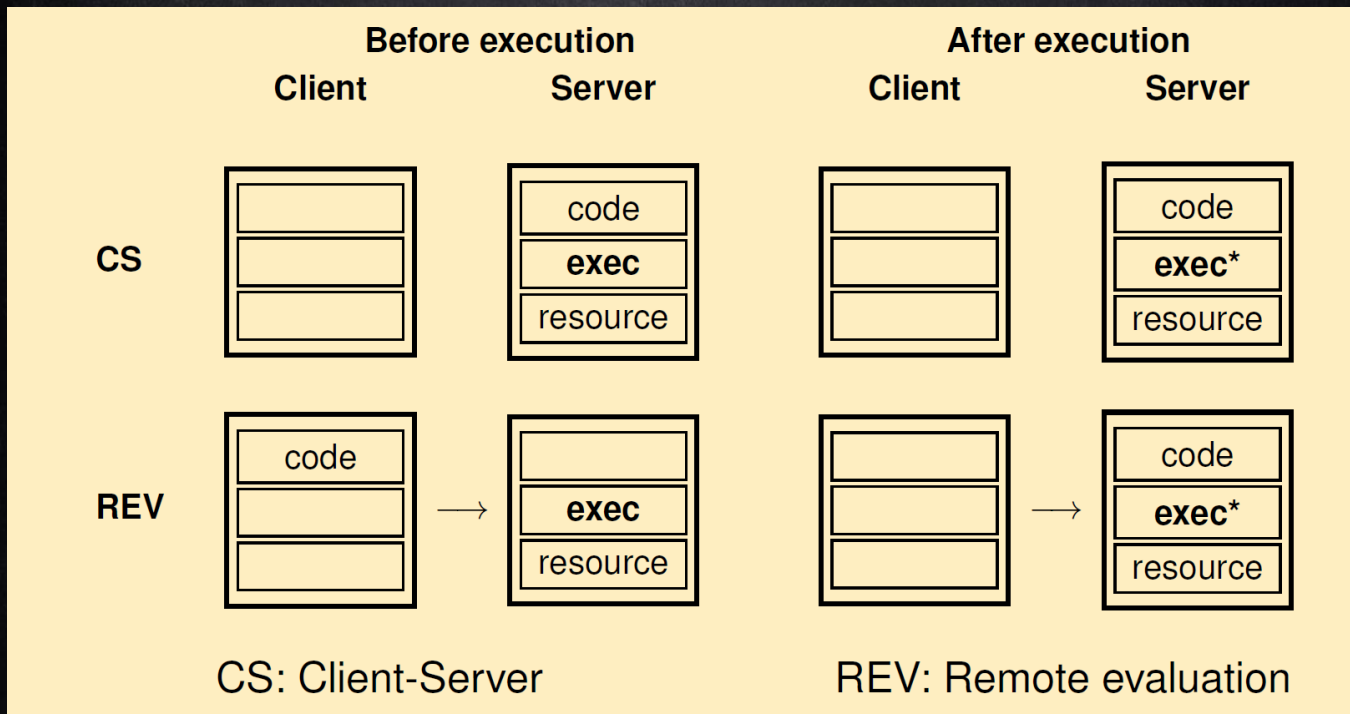 Before execution After execution
Client Server Client Server
code code
CS exec exec*
resource resource
code code
REV → exec → exec*
resource resource
CS: Client-Server REV: Remote evaluation